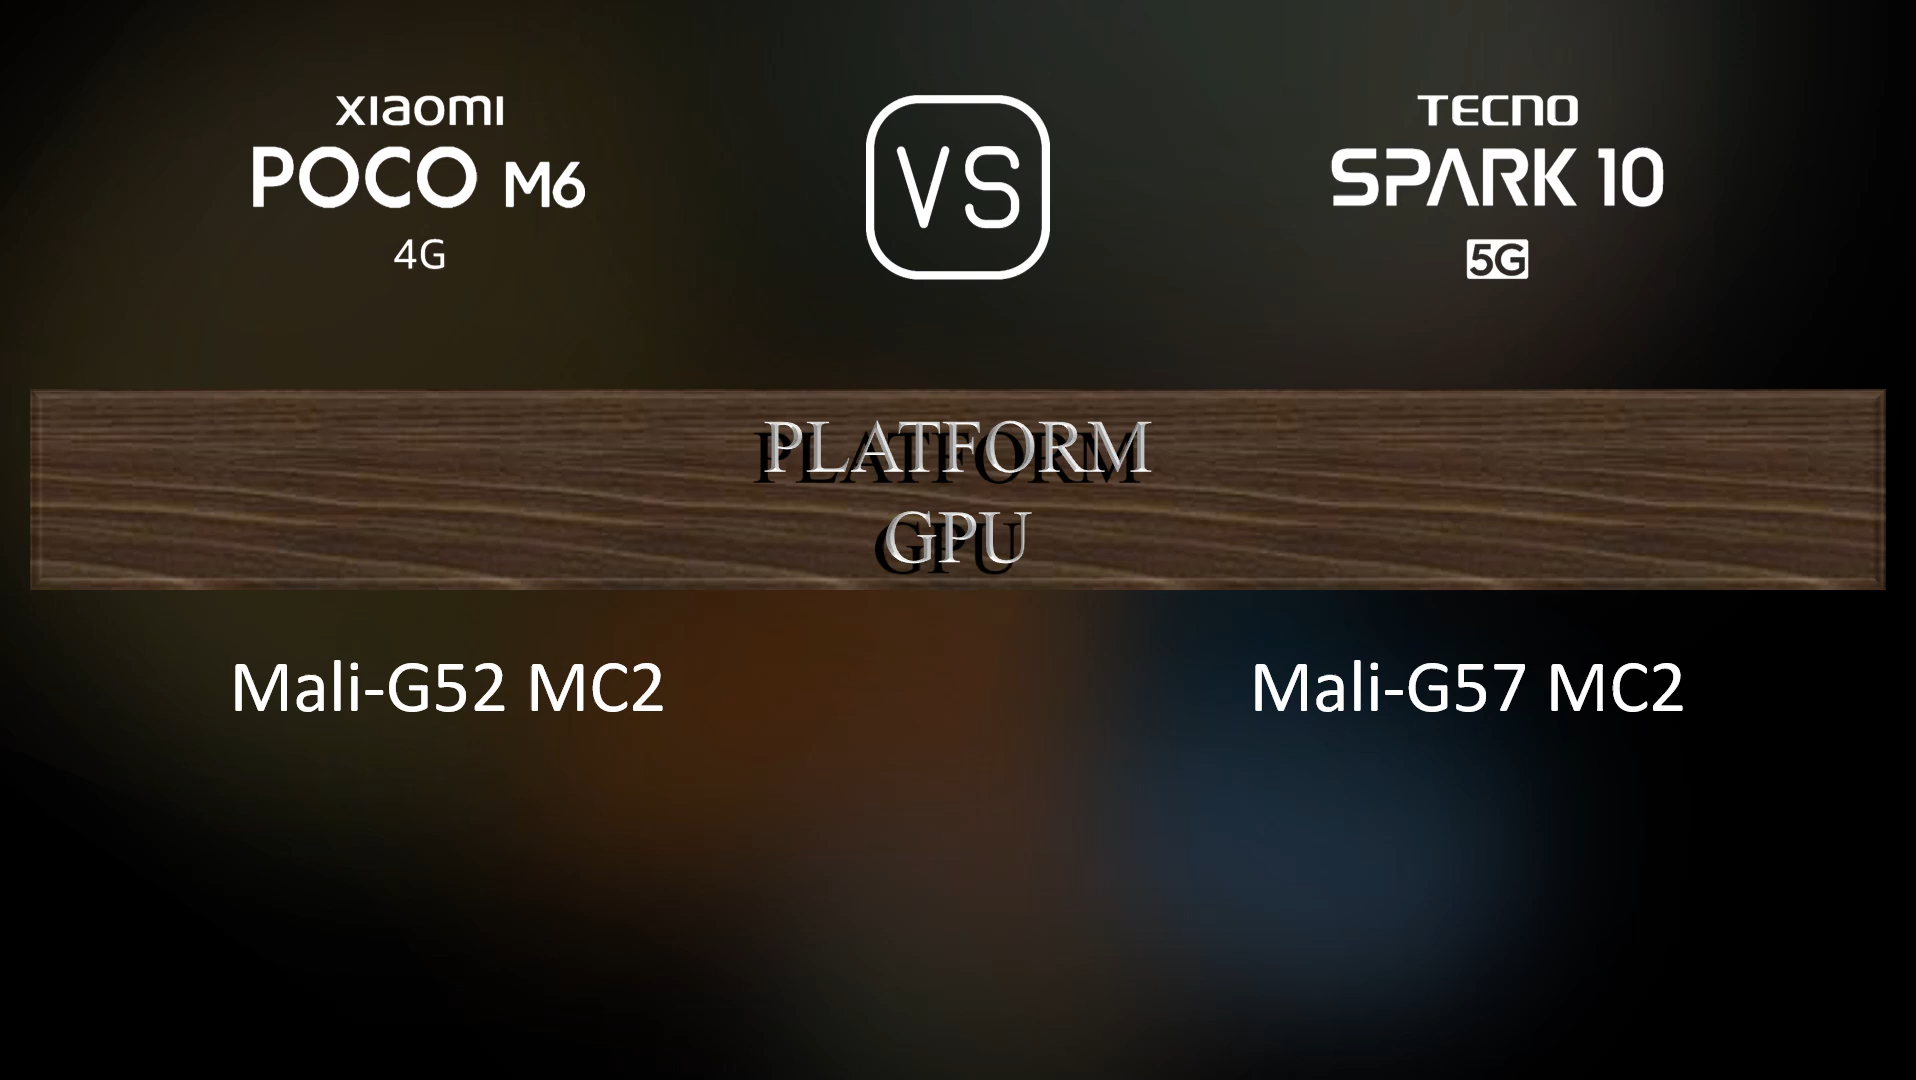 xiaomi
POCO M6
4G
VS
TECNO
SPARK 10
5G
PLATFORM
GPU
Mali-G52 MC2
Mali-G57 MC2